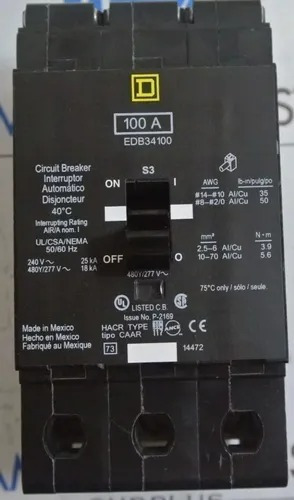 D
100 A
EDB34100
Circuit Breaker
Interruptor
Automático
Disjoncteur
40°C
Interrupting Rating
AIR/A nom. I
UL/CSA/NEMA
50/60 Hz
240 V~ 25 kA
480Y/277 V~ 18 kA
S3
ON I
OFF O
480Y/277 V~
AWG lb-in/pulg/po
#14-#10 Al/Cu 35
#8-#2/0 Al/Cu 50
mm² N·m
2.5-6 Al/Cu 3.9
10-70 Al/Cu 5.6
75°C only / sólo / seule.
UL LISTED C.B.
Issue No. P-2169
Made in Mexico
Hecho en Mexico
Fabriqué au Mexique
HACR TYPE
tipo CAAR
ANCE
CE
73
14472